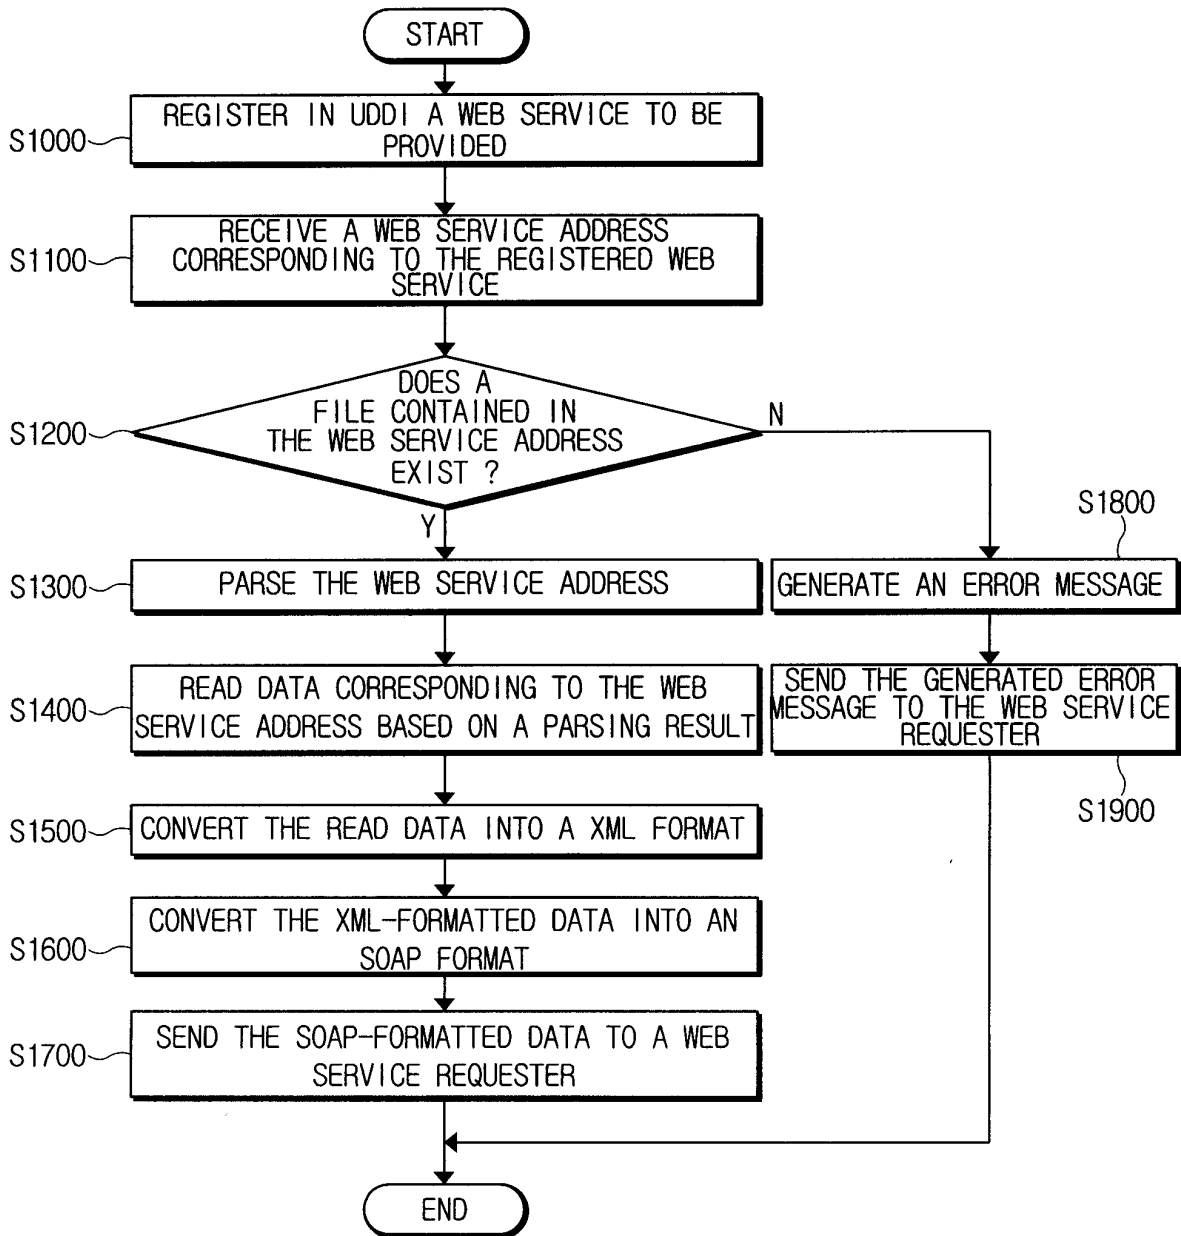 START
S1000
REGISTER IN UDDI A WEB SERVICE TO BE
PROVIDED
S1100
RECEIVE A WEB SERVICE ADDRESS
CORRESPONDING TO THE REGISTERED WEB
SERVICE
S1200
DOES A
FILE CONTAINED IN
THE WEB SERVICE ADDRESS
EXIST ?
N
Y
S1300
PARSE THE WEB SERVICE ADDRESS
S1800
GENERATE AN ERROR MESSAGE
S1400
READ DATA CORRESPONDING TO THE WEB
SERVICE ADDRESS BASED ON A PARSING RESULT
SEND THE GENERATED ERROR
MESSAGE TO THE WEB SERVICE
REQUESTER
S1900
S1500
CONVERT THE READ DATA INTO A XML FORMAT
S1600
CONVERT THE XML-FORMATTED DATA INTO AN
SOAP FORMAT
S1700
SEND THE SOAP-FORMATTED DATA TO A WEB
SERVICE REQUESTER
END